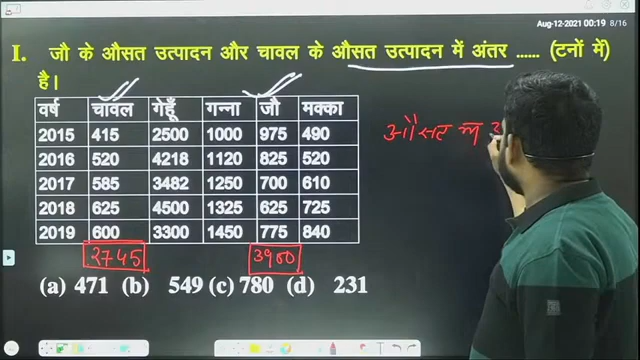 Aug-12-2021 00:19 8/16
I. जौ के औसत उत्पादन और चावल के औसत उत्पादन में अंतर ...... (टनों में)
है।
वर्ष चावल गेहूँ गन्ना जौ मक्का
2015 415 2500 1000 975 490
औसत
2016 520 4218 1120 825 520
2017 585 3482 1250 700 610
2018 625 4500 1325 625 725
2019 600 3300 1450 775 840
2745 3900
(a) 471 (b) 549 (c) 780 (d) 231